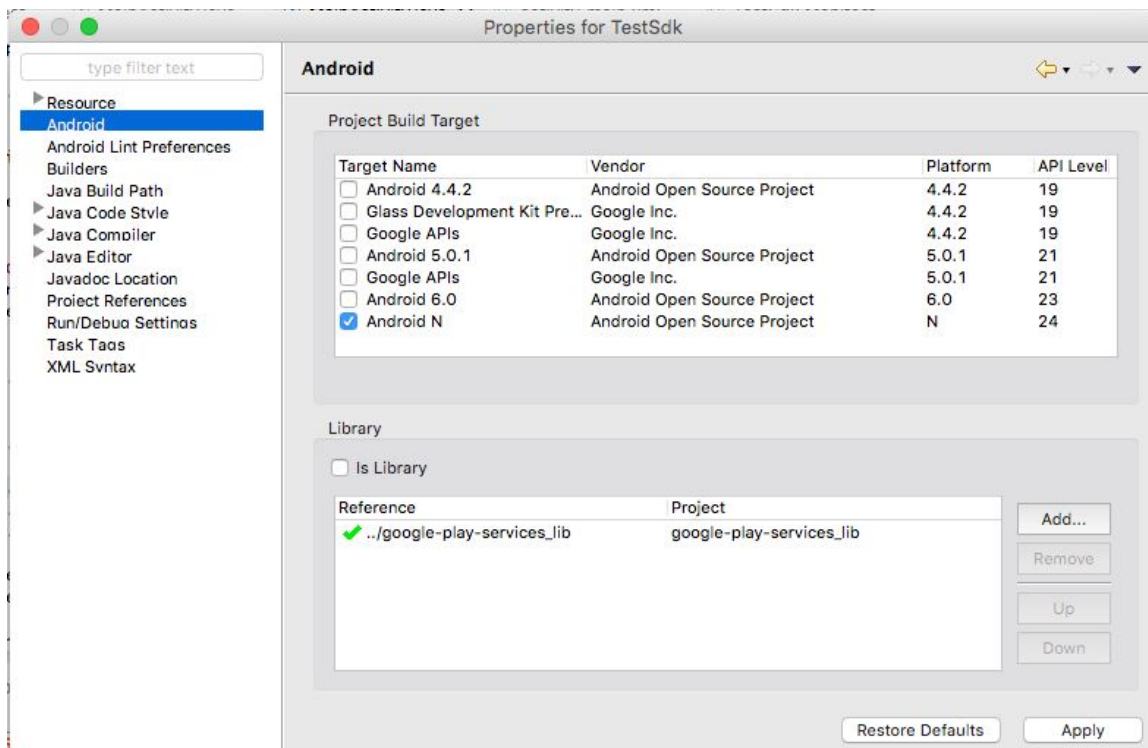 Properties for TestSdk
type filter text
Resource
Android
Android Lint Preferences
Builders
Java Build Path
Java Code Style
Java Compiler
Java Editor
Javadoc Location
Project References
Run/Debug Settings
Task Tags
XML Syntax
Android
Project Build Target
Target Name Vendor Platform API Level
Android 4.4.2 Android Open Source Project 4.4.2 19
Glass Development Kit Pre... Google Inc. 4.4.2 19
Google APIs Google Inc. 4.4.2 19
Android 5.0.1 Android Open Source Project 5.0.1 21
Google APIs Google Inc. 5.0.1 21
Android 6.0 Android Open Source Project 6.0 23
Android N Android Open Source Project N 24
Library
Is Library
Reference Project
../google-play-services_lib google-play-services_lib
Add...
Remove
Up
Down
Restore Defaults Apply